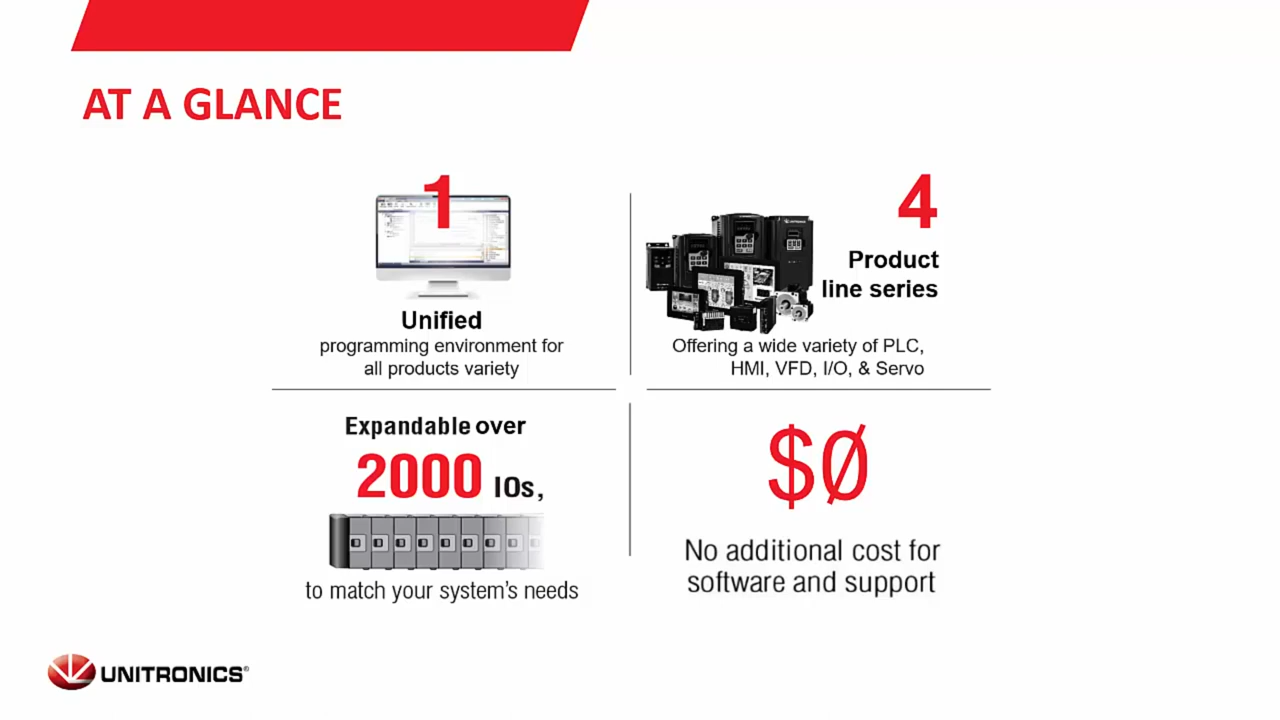 AT A GLANCE
1
Unified
programming environment for
all products variety
4
Product
line series
UNITRONICS
Offering a wide variety of PLC,
HMI, VFD, I/O, & Servo
Expandable over
2000 IOs,
to match your system's needs
$0
No additional cost for
software and support
UNITRONICS®